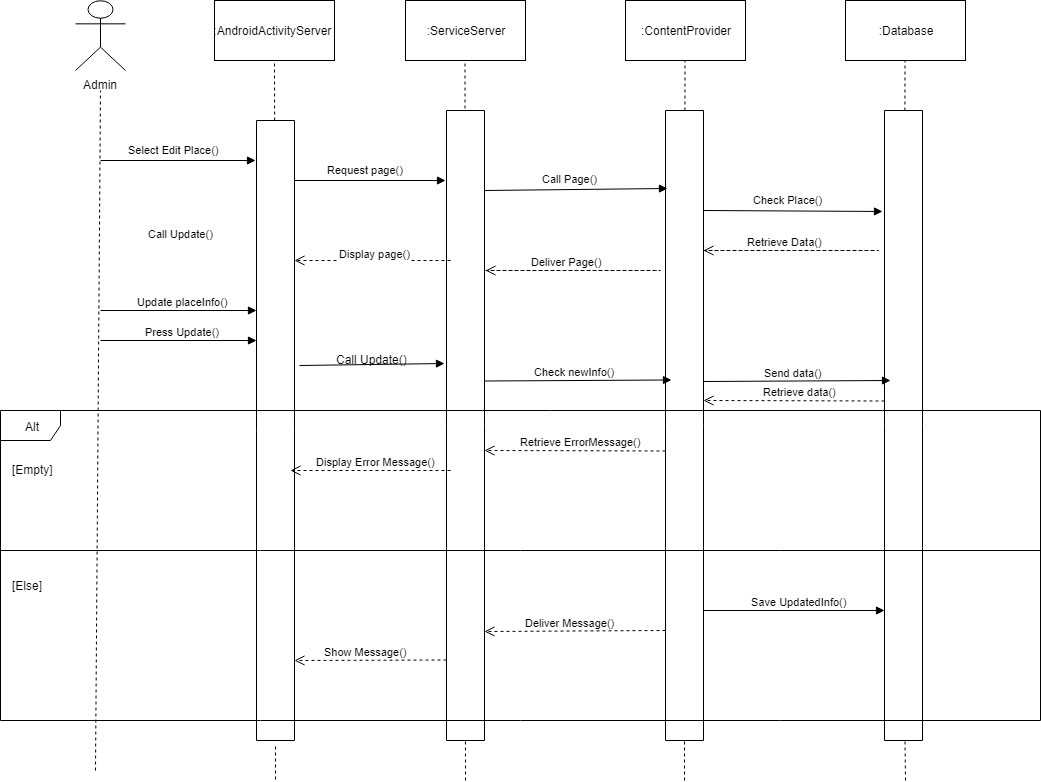 :AndroidActivityServer
:ServiceServer
:ContentProvider
:Database
Admin
Select Edit Place()
Request page()
Call Page()
Check Place()
Call Update()
Retrieve Data()
Display page()
Deliver Page()
Update placeInfo()
Press Update()
Call Update()
Check newInfo()
Send data()
Retrieve data()
Alt
Retrieve ErrorMessage()
[Empty]
Display Error Message()
[Else]
Save UpdatedInfo()
Deliver Message()
Show Message()